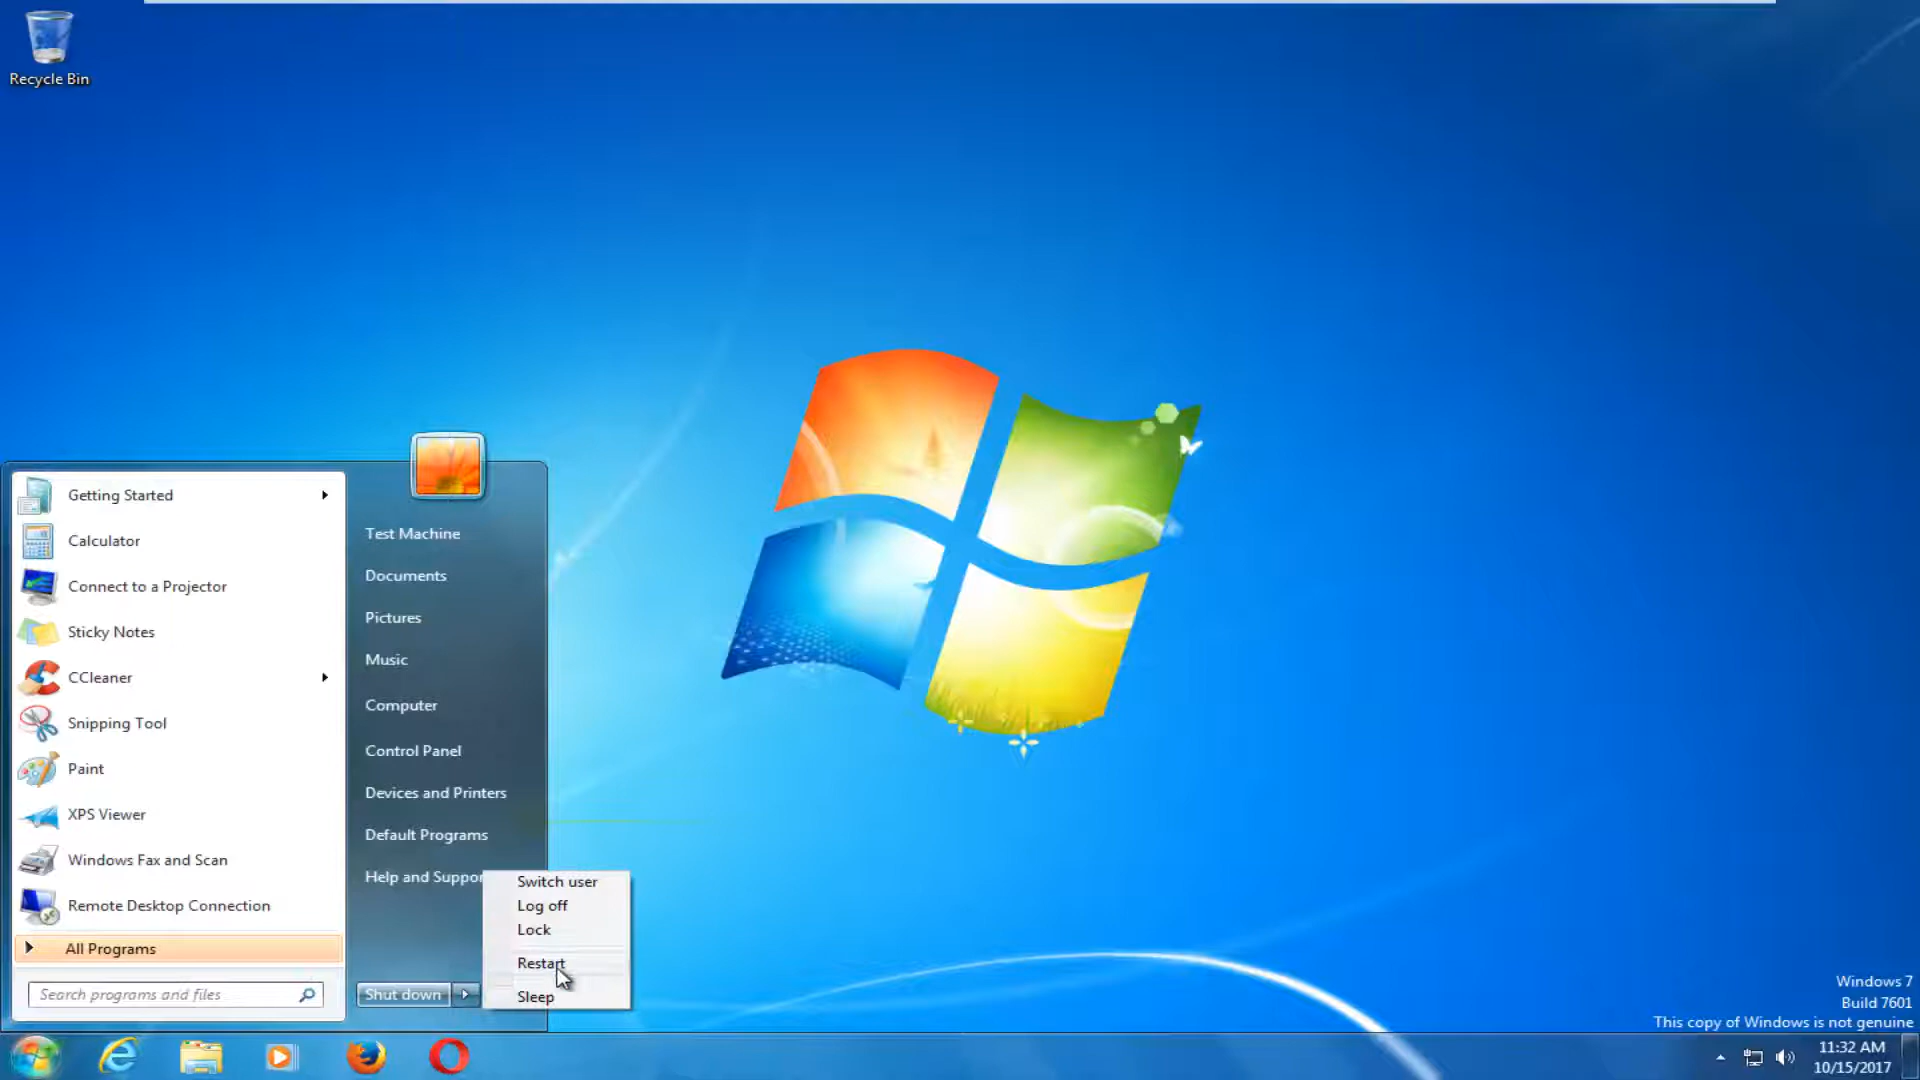 Recycle Bin
Getting Started
Calculator
Connect to a Projector
Sticky Notes
CCleaner
Snipping Tool
Paint
XPS Viewer
Windows Fax and Scan
Remote Desktop Connection
All Programs
Search programs and files
Test Machine
Documents
Pictures
Music
Computer
Control Panel
Devices and Printers
Default Programs
Help and Suppor
Shut down
Switch user
Log off
Lock
Restart
Sleep
Windows 7
Build 7601
This copy of Windows is not genuine
11:32 AM
10/15/2017